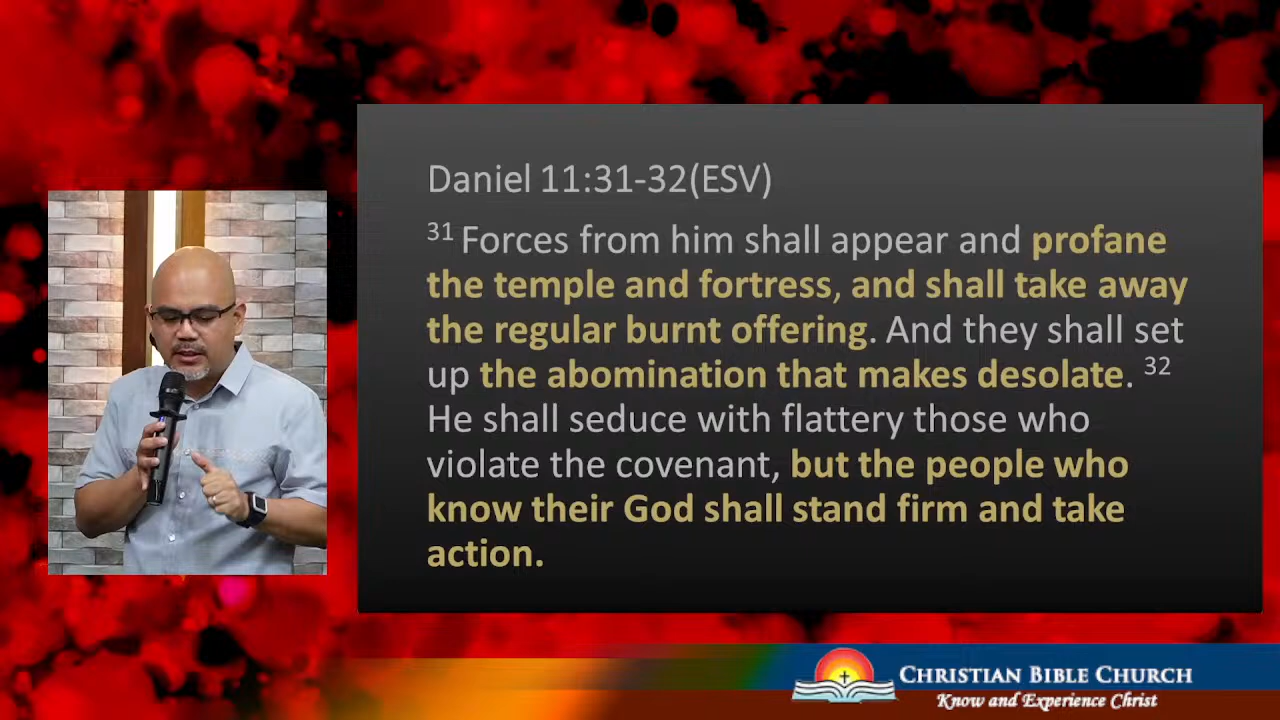 Daniel 11:31-32(ESV)
31 Forces from him shall appear and profane
the temple and fortress, and shall take away
the regular burnt offering. And they shall set
up the abomination that makes desolate. 32
He shall seduce with flattery those who
violate the covenant, but the people who
know their God shall stand firm and take
action.
CHRISTIAN BIBLE CHURCH
Know and Experience Christ